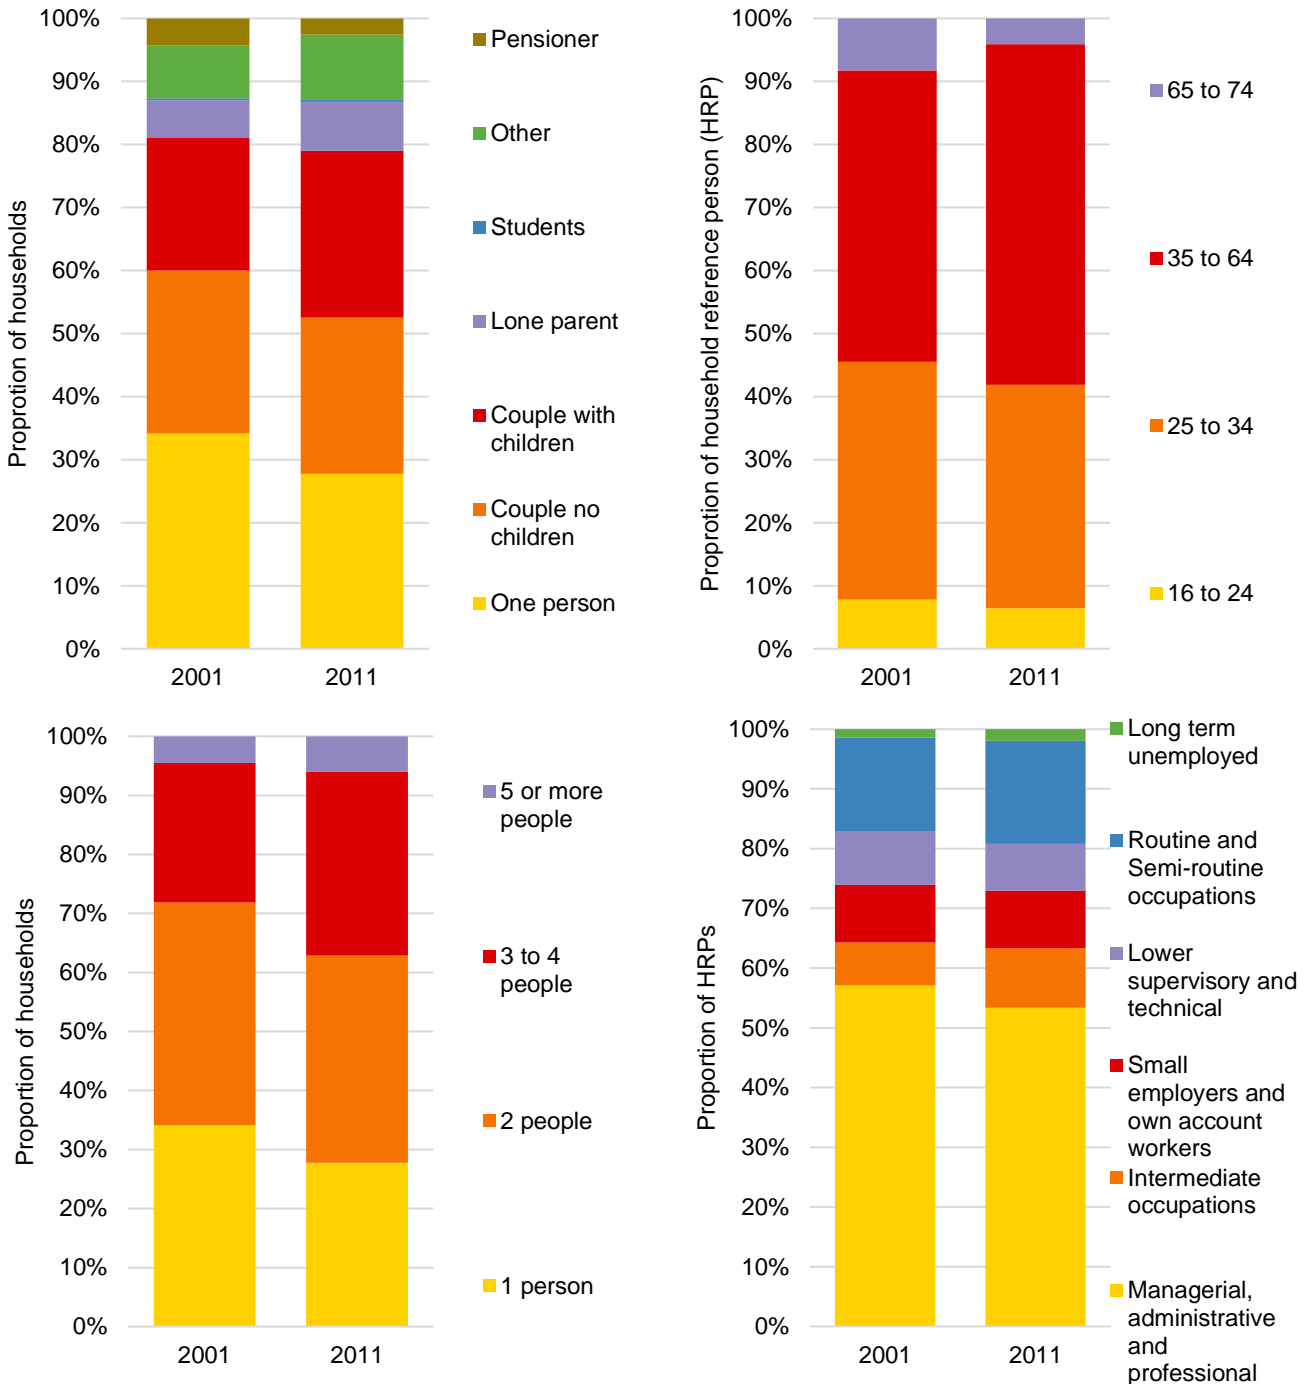 100%
90%
80%
70%
60%
50%
40%
30%
20%
10%
0%
Proprotion of households
2001
2011
Pensioner
Other
Students
Lone parent
Couple with
children
Couple no
children
One person
100%
90%
80%
70%
60%
50%
40%
30%
20%
10%
0%
Proprotion of household reference person (HRP)
2001
2011
65 to 74
35 to 64
25 to 34
16 to 24
100%
90%
80%
70%
60%
50%
40%
30%
20%
10%
0%
Proportion of households
2001
2011
5 or more
people
3 to 4
people
2 people
1 person
100%
90%
80%
70%
60%
50%
40%
30%
20%
10%
0%
Proportion of HRPs
2001
2011
Long term
unemployed
Routine and
Semi-routine
occupations
Lower
supervisory and
technical
Small
employers and
own account
workers
Intermediate
occupations
Managerial,
administrative
and
professional